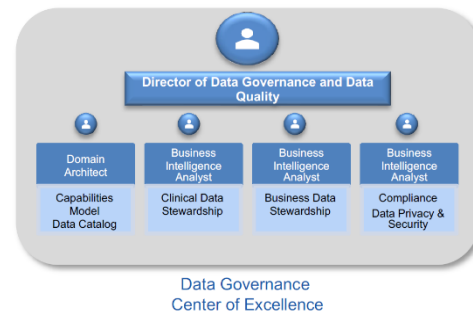 Director of Data Governance and Data
Quality
Domain
Architect
Capabilities
Model
Data Catalog
Business
Intelligence
Analyst
Clinical Data
Stewardship
Business
Intelligence
Analyst
Business Data
Stewardship
Business
Intelligence
Analyst
Compliance
Data Privacy &
Security
Data Governance
Center of Excellence